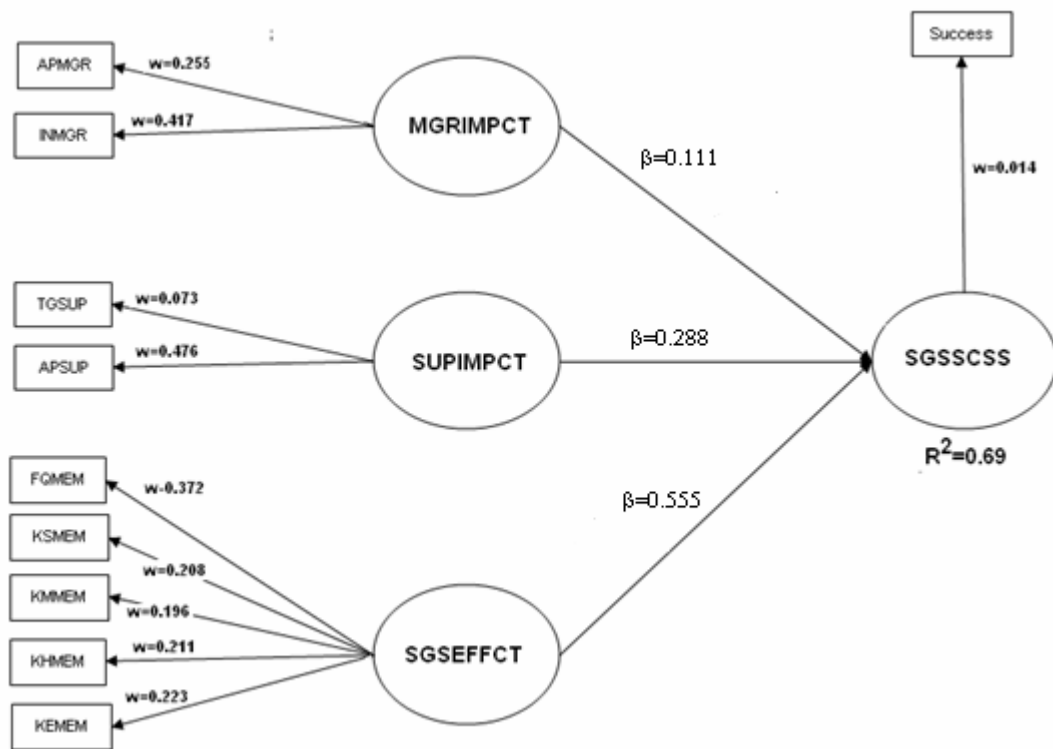 Success
APMGR
w=0.255
INMGR
w=0.417
MGRIMPCT
β=0.111
w=0.014
TGSUP
w=0.073
APSUP
w=0.476
SUPIMPCT
β=0.288
SGSSCSS
R²=0.69
FQMEM
w-0.372
KSMEM
w=0.208
KMMEM
w=0.196
KHMEM
w=0.211
KEMEM
w=0.223
SGSEFFCT
β=0.555